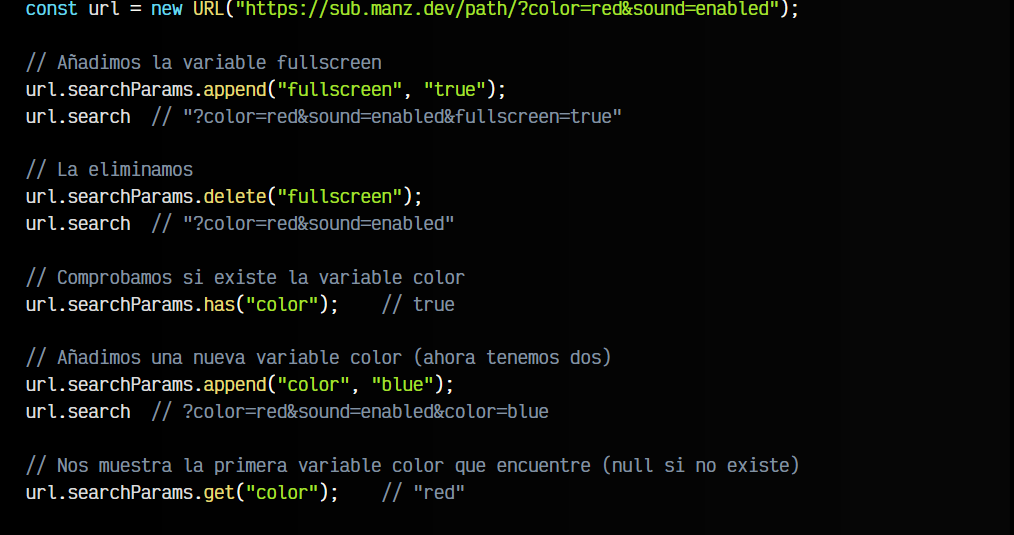 const url = new URL("https://sub.manz.dev/path/?color=red&sound=enabled");
// Añadimos la variable fullscreen
url.searchParams.append("fullscreen", "true");
url.search  // "?color=red&sound=enabled&fullscreen=true"
// La eliminamos
url.searchParams.delete("fullscreen");
url.search  // "?color=red&sound=enabled"
// Comprobamos si existe la variable color
url.searchParams.has("color");    // true
// Añadimos una nueva variable color (ahora tenemos dos)
url.searchParams.append("color", "blue");
url.search  // ?color=red&sound=enabled&color=blue
// Nos muestra la primera variable color que encuentre (null si no existe)
url.searchParams.get("color");    // "red"